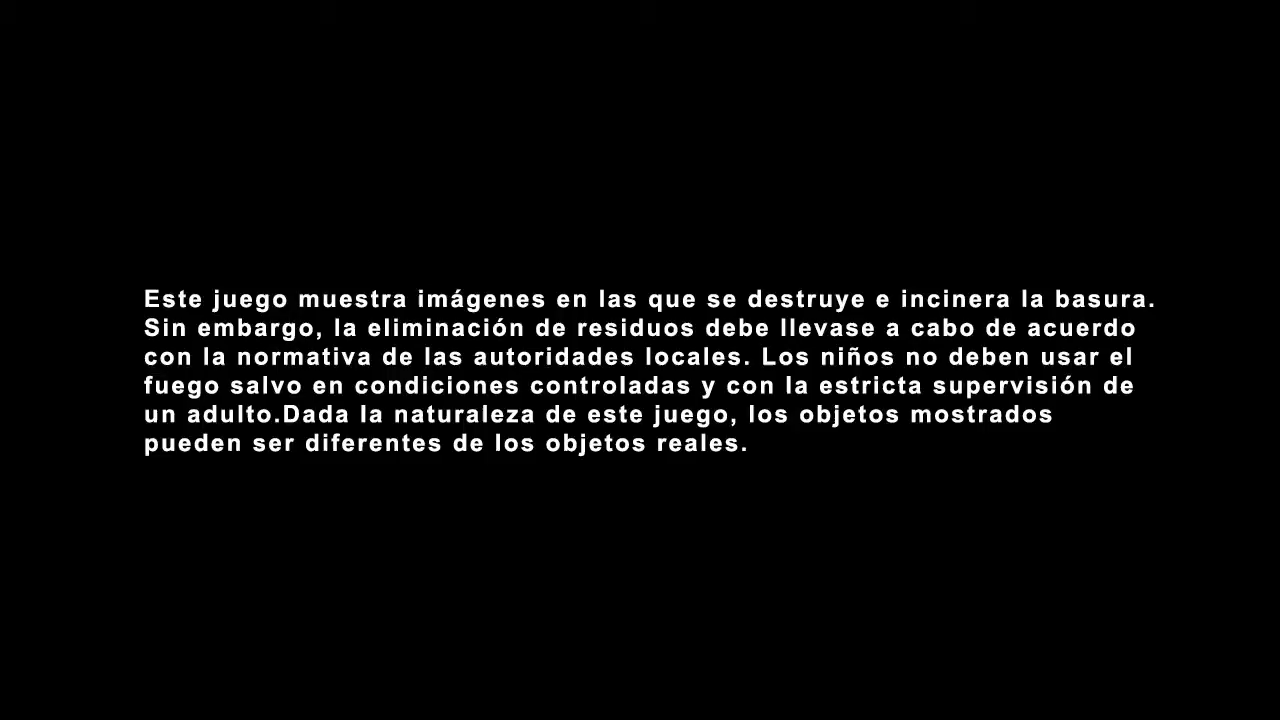 Este juego muestra imágenes en las que se destruye e incinera la basura.
Sin embargo, la eliminación de residuos debe llevase a cabo de acuerdo
con la normativa de las autoridades locales. Los niños no deben usar el
fuego salvo en condiciones controladas y con la estricta supervisión de
un adulto.Dada la naturaleza de este juego, los objetos mostrados
pueden ser diferentes de los objetos reales.